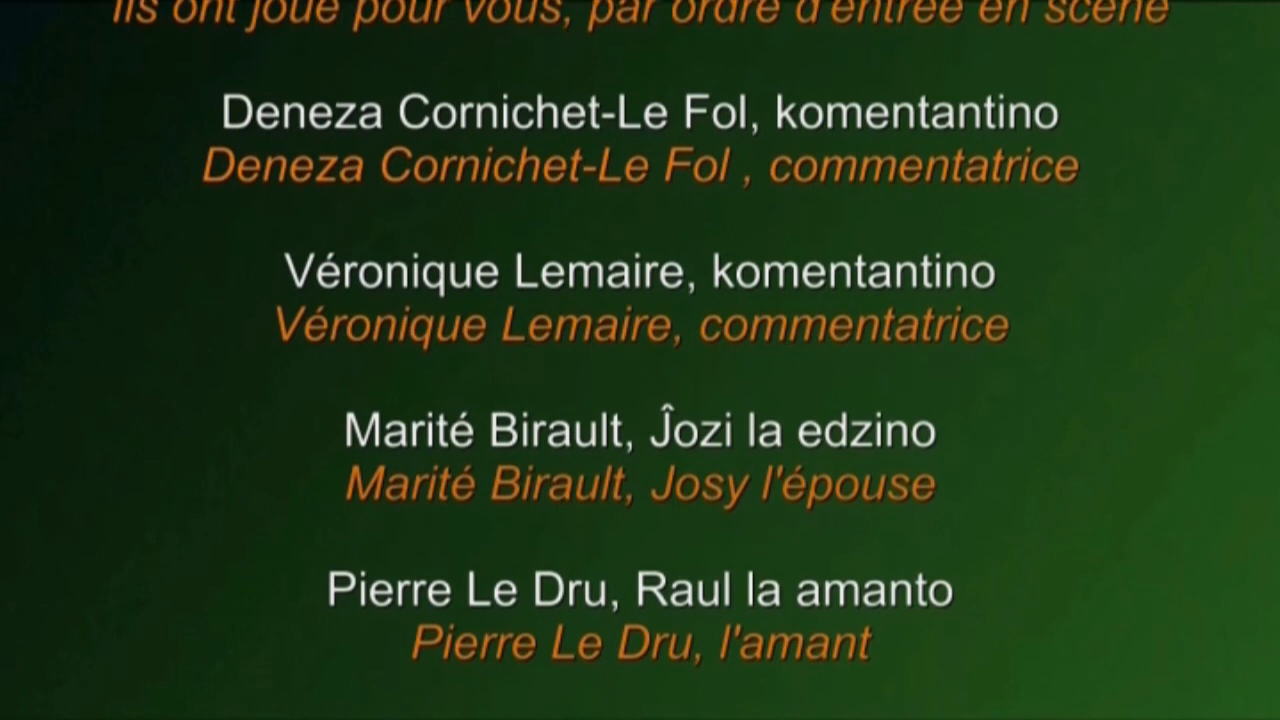 Ils ont joué pour vous, par ordre d'entrée en scène
Deneza Cornichet-Le Fol, komentantino
Deneza Cornichet-Le Fol , commentatrice
Véronique Lemaire, komentantino
Véronique Lemaire, commentatrice
Marité Birault, Ĵozi la edzino
Marité Birault, Josy l'épouse
Pierre Le Dru, Raul la amanto
Pierre Le Dru, l'amant